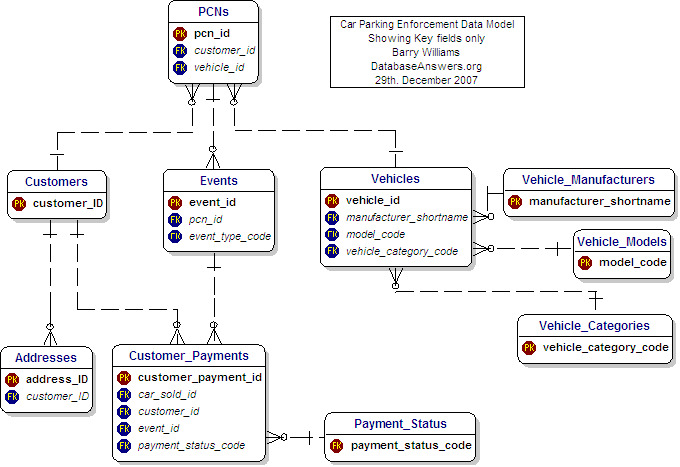 PCNs
PK pcn_id
FK customer_id
FK vehicle_id
Car Parking Enforcement Data Model
Showing Key fields only
Barry Williams
DatabaseAnswers.org
29th. December 2007
Customers
PK customer_ID
Events
PK event_id
FK pcn_id
FK event_type_code
Vehicles
PK vehicle_id
FK manufacturer_shortname
FK model_code
FK vehicle_category_code
Vehicle_Manufacturers
PK manufacturer_shortname
Vehicle_Models
PK model_code
Vehicle_Categories
PK vehicle_category_code
Addresses
PK address_ID
FK customer_ID
Customer_Payments
PK customer_payment_id
FK car_sold_id
FK customer_id
FK event_id
FK payment_status_code
Payment_Status
FK payment_status_code